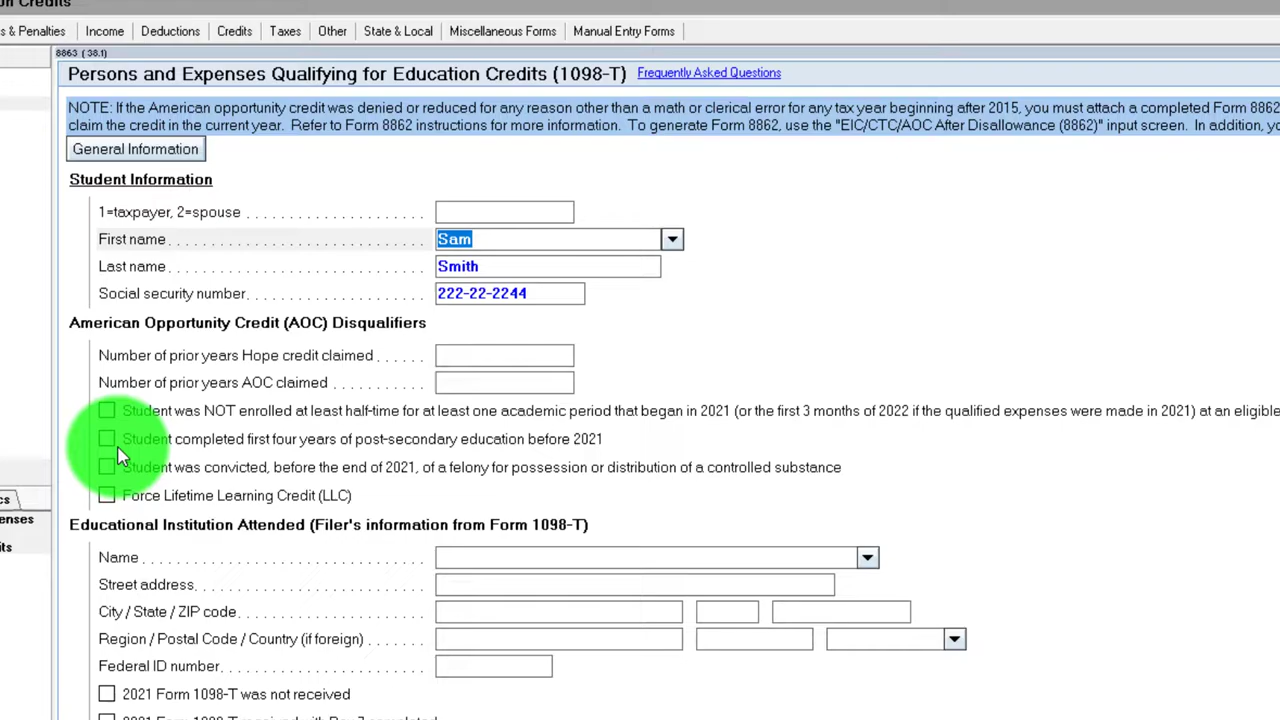 on Credits
s & Penalties Income Deductions Credits Taxes Other State & Local Miscellaneous Forms Manual Entry Forms
8863 (38.1)
Persons and Expenses Qualifying for Education Credits (1098-T) Frequently Asked Questions
NOTE: If the American opportunity credit was denied or reduced for any reason other than a math or clerical error for any tax year beginning after 2015, you must attach a completed Form 8862
claim the credit in the current year. Refer to Form 8862 instructions for more information. To generate Form 8862, use the "EIC/CTC/AOC After Disallowance (8862)" input screen. In addition, yo
General Information
Student Information
1=taxpayer, 2=spouse
First name Sam
Last name Smith
Social security number 222-22-2244
American Opportunity Credit (AOC) Disqualifiers
Number of prior years Hope credit claimed
Number of prior years AOC claimed
Student was NOT enrolled at least half-time for at least one academic period that began in 2021 (or the first 3 months of 2022 if the qualified expenses were made in 2021) at an eligible
Student completed first four years of post-secondary education before 2021
Student was convicted, before the end of 2021, of a felony for possession or distribution of a controlled substance
Force Lifetime Learning Credit (LLC)
cs
enses
its
Educational Institution Attended (Filer's information from Form 1098-T)
Name
Street address
City / State / ZIP code
Region / Postal Code / Country (if foreign)
Federal ID number
2021 Form 1098-T was not received